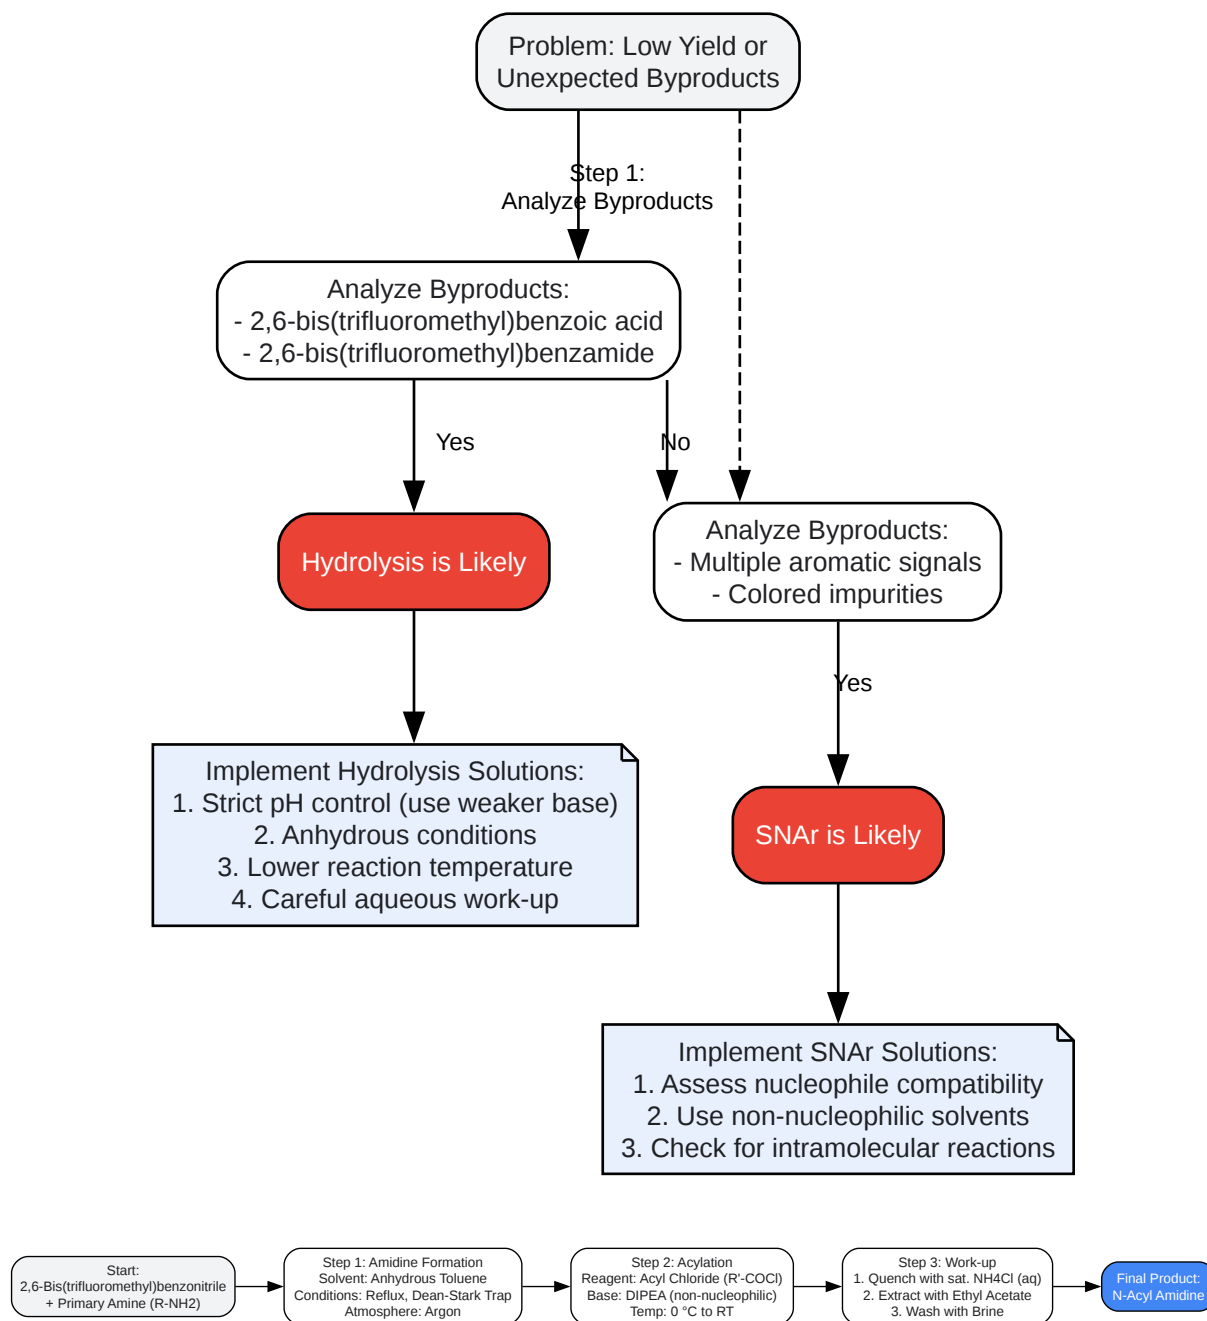 Problem: Low Yield or
Unexpected Byproducts
Step 1:
Analyze Byproducts
Analyze Byproducts:
- 2,6-bis(trifluoromethyl)benzoic acid
- 2,6-bis(trifluoromethyl)benzamide
Yes
No
Hydrolysis is Likely
Analyze Byproducts:
- Multiple aromatic signals
- Colored impurities
Yes
Implement Hydrolysis Solutions:
1. Strict pH control (use weaker base)
2. Anhydrous conditions
3. Lower reaction temperature
4. Careful aqueous work-up
SNAr is Likely
Implement SNAr Solutions:
1. Assess nucleophile compatibility
2. Use non-nucleophilic solvents
3. Check for intramolecular reactions
Start:
2,6-Bis(trifluoromethyl)benzonitrile
+ Primary Amine (R-NH2)
Step 1: Amidine Formation
Solvent: Anhydrous Toluene
Conditions: Reflux, Dean-Stark Trap
Atmosphere: Argon
Step 2: Acylation
Reagent: Acyl Chloride (R'-COCl)
Base: DIPEA (non-nucleophilic)
Temp: 0 °C to RT
Step 3: Work-up
1. Quench with sat. NH4Cl (aq)
2. Extract with Ethyl Acetate
3. Wash with Brine
Final Product:
N-Acyl Amidine